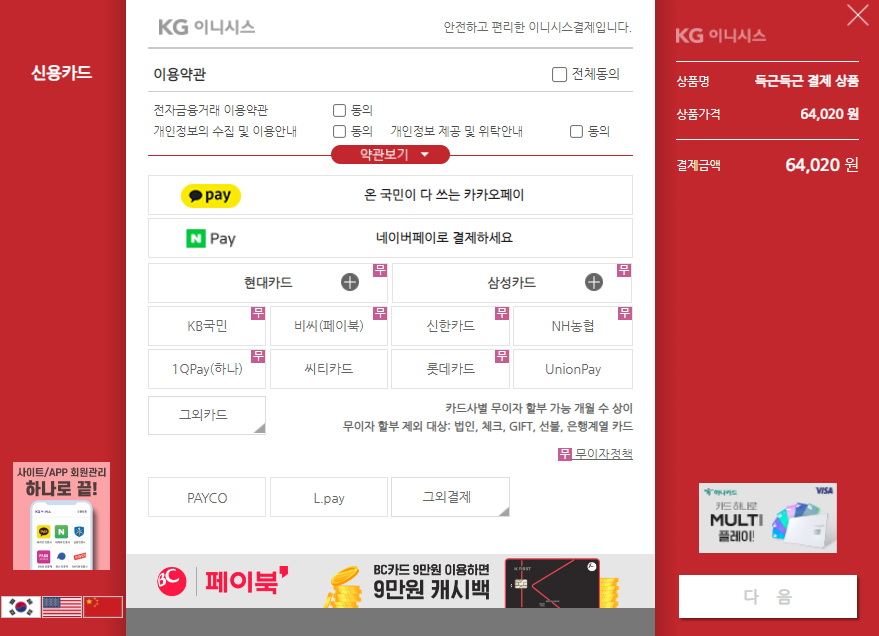 신용카드
사이트/APP 회원관리
하나로 끝!
KG 이니시스
안전하고 편리한 이니시스결제입니다.
이용약관
전체동의
전자금융거래 이용약관
동의
개인정보의 수집 및 이용안내
동의
개인정보 제공 및 위탁안내
동의
약관보기
pay
온 국민이 다 쓰는 카카오페이
N Pay
네이버페이로 결제하세요
현대카드
무
삼성카드
무
KB국민
무
비씨(페이북)
무
신한카드
무
NH농협
무
1QPay(하나)
무
씨티카드
롯데카드
무
UnionPay
그외카드
카드사별 무이자 할부 가능 개월 수 상이
무이자 할부 제외 대상: 법인, 체크, GIFT, 선불, 은행계열 카드
무 무이자정책
PAYCO
L.pay
그외결제
BC
페이북
BC카드 9만원 이용하면
9만원 캐시백
KG 이니시스
상품명
득근득근 결제 상품
상품가격
64,020 원
결제금액
64,020 원
하나카드
VISA
카드 하나로
MULTI
플레이!
다 음